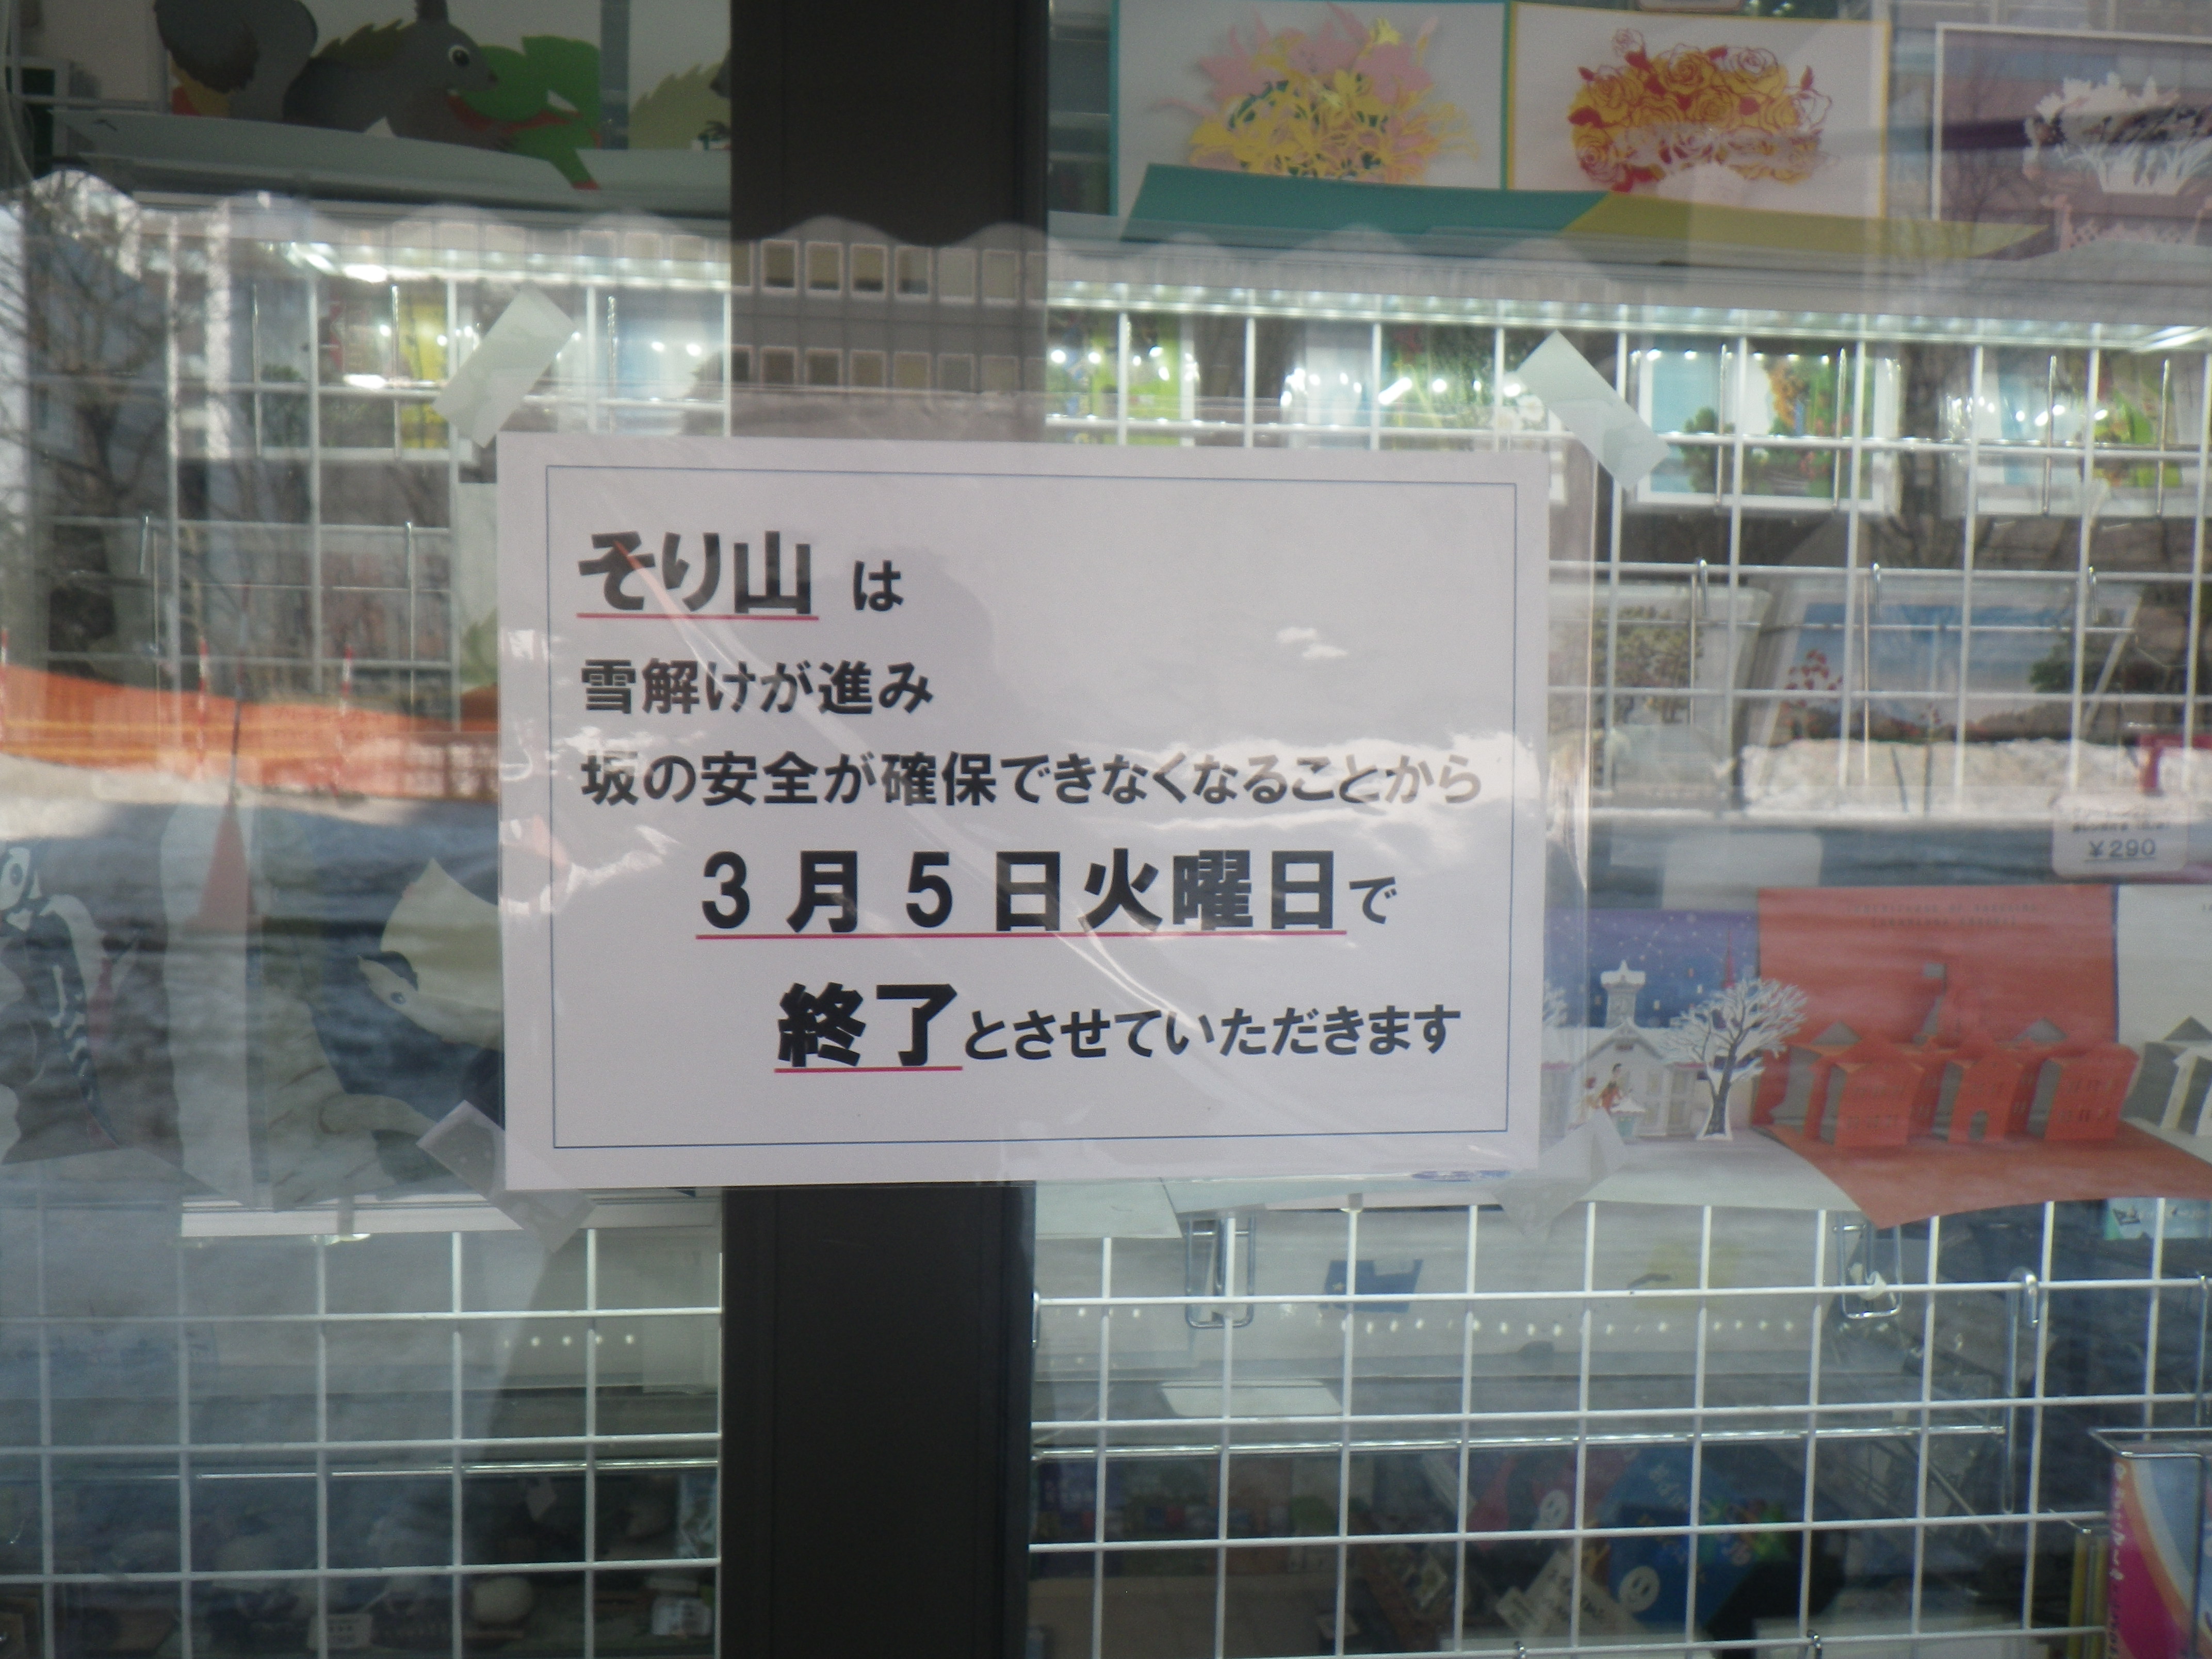 そり山 は
雪解けが進み
坂の安全が確保できなくなることから
３月５日火曜日で
終了とさせていただきます
￥290